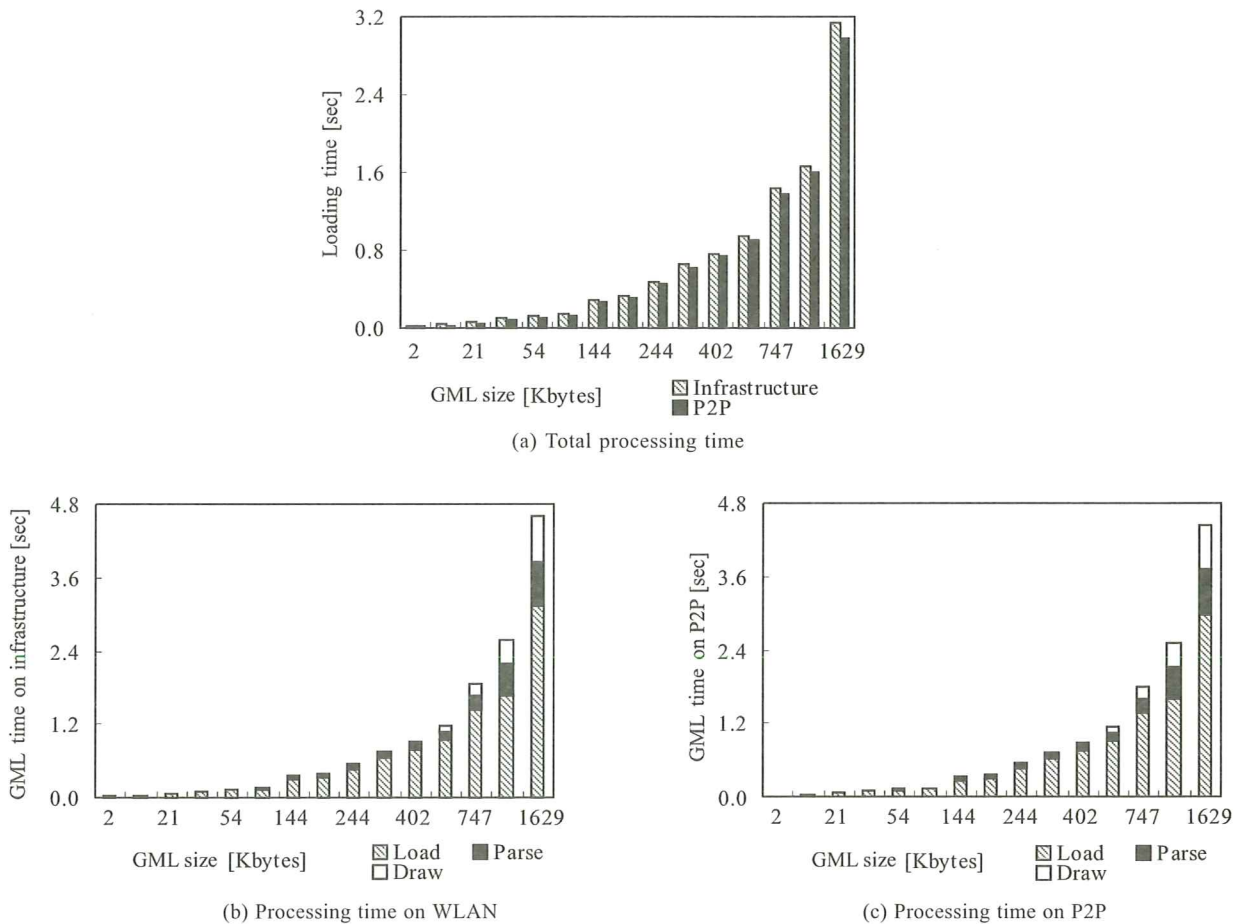 3.2
2.4
1.6
0.8
0.0
Loading time [sec]
2 21 54 144 244 402 747 1629
GML size [Kbytes]
Infrastructure
P2P
(a) Total processing time
4.8
3.6
2.4
1.2
0.0
GML time on infrastructure [sec]
2 21 54 144 244 402 747 1629
GML size [Kbytes]
Load Parse
Draw
(b) Processing time on WLAN
4.8
3.6
2.4
1.2
0.0
GML time on P2P [sec]
2 21 54 144 244 402 747 1629
GML size [Kbytes]
Load Parse
Draw
(c) Processing time on P2P